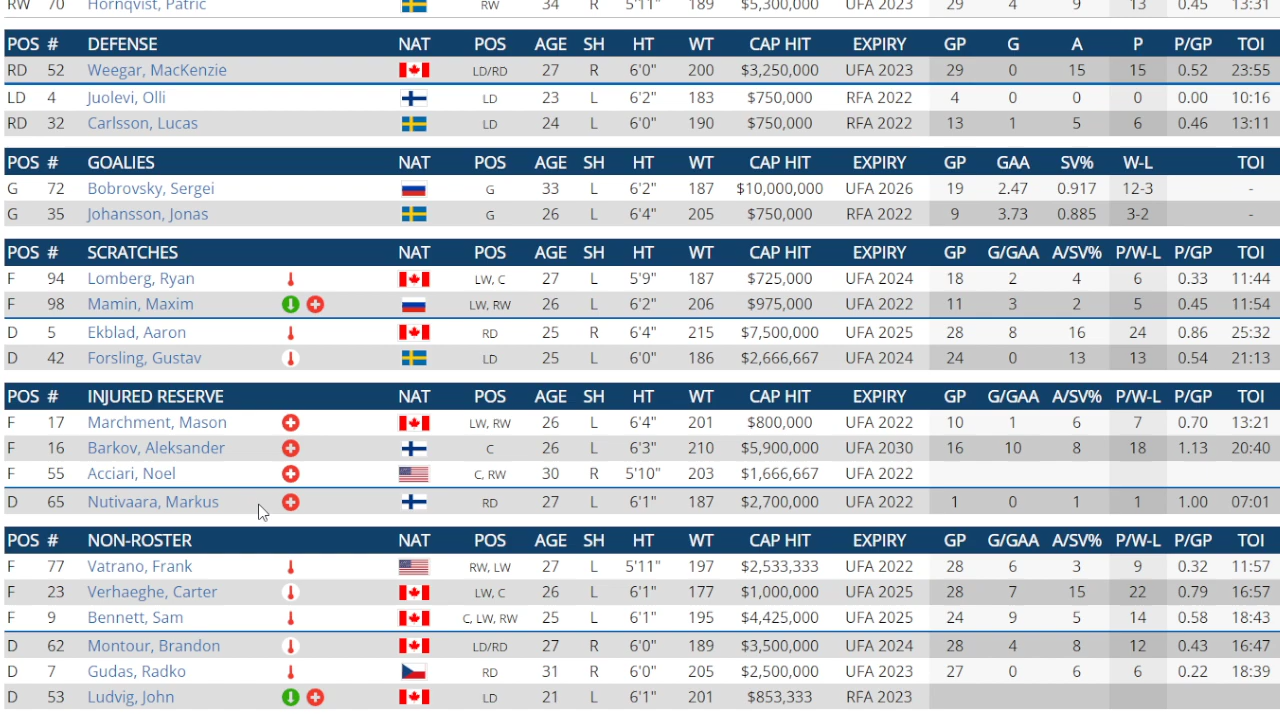 RW 70 Hornqvist, Patric RW 34 R 5'11" 189 $5,300,000 UFA 2023 29 4 9 13 0.45 13:31
POS # DEFENSE NAT POS AGE SH HT WT CAP HIT EXPIRY GP G A P P/GP TOI
RD 52 Weegar, MacKenzie LD/RD 27 R 6'0" 200 $3,250,000 UFA 2023 29 0 15 15 0.52 23:55
LD 4 Juolevi, Olli LD 23 L 6'2" 183 $750,000 RFA 2022 4 0 0 0 0.00 10:16
RD 32 Carlsson, Lucas LD 24 L 6'0" 190 $750,000 RFA 2022 13 1 5 6 0.46 13:11
POS # GOALIES NAT POS AGE SH HT WT CAP HIT EXPIRY GP GAA SV% W-L TOI
G 72 Bobrovsky, Sergei G 33 L 6'2" 187 $10,000,000 UFA 2026 19 2.47 0.917 12-3 -
G 35 Johansson, Jonas G 26 L 6'4" 205 $750,000 RFA 2022 9 3.73 0.885 3-2 -
POS # SCRATCHES NAT POS AGE SH HT WT CAP HIT EXPIRY GP G/GAA A/SV% P/W-L P/GP TOI
F 94 Lomberg, Ryan LW, C 27 L 5'9" 187 $725,000 UFA 2024 18 2 4 6 0.33 11:44
F 98 Mamin, Maxim LW, RW 26 L 6'2" 206 $975,000 UFA 2022 11 3 2 5 0.45 11:54
D 5 Ekblad, Aaron RD 25 R 6'4" 215 $7,500,000 UFA 2025 28 8 16 24 0.86 25:32
D 42 Forsling, Gustav LD 25 L 6'0" 186 $2,666,667 UFA 2024 24 0 13 13 0.54 21:13
POS # INJURED RESERVE NAT POS AGE SH HT WT CAP HIT EXPIRY GP G/GAA A/SV% P/W-L P/GP TOI
F 17 Marchment, Mason LW, RW 26 L 6'4" 201 $800,000 UFA 2022 10 1 6 7 0.70 13:21
F 16 Barkov, Aleksander C 26 L 6'3" 210 $5,900,000 UFA 2030 16 10 8 18 1.13 20:40
F 55 Acciari, Noel C, RW 30 R 5'10" 203 $1,666,667 UFA 2022
D 65 Nutivaara, Markus RD 27 L 6'1" 187 $2,700,000 UFA 2022 1 0 1 1 1.00 07:01
POS # NON-ROSTER NAT POS AGE SH HT WT CAP HIT EXPIRY GP G/GAA A/SV% P/W-L P/GP TOI
F 77 Vatrano, Frank RW, LW 27 L 5'11" 197 $2,533,333 UFA 2022 28 6 3 9 0.32 11:57
F 23 Verhaeghe, Carter LW, C 26 L 6'1" 177 $1,000,000 UFA 2025 28 7 15 22 0.79 16:57
F 9 Bennett, Sam C, LW, RW 25 L 6'1" 195 $4,425,000 UFA 2025 24 9 5 14 0.58 18:43
D 62 Montour, Brandon LD/RD 27 R 6'0" 189 $3,500,000 UFA 2024 28 4 8 12 0.43 16:47
D 7 Gudas, Radko RD 31 R 6'0" 205 $2,500,000 UFA 2023 27 0 6 6 0.22 18:39
D 53 Ludvig, John LD 21 L 6'1" 201 $853,333 RFA 2023